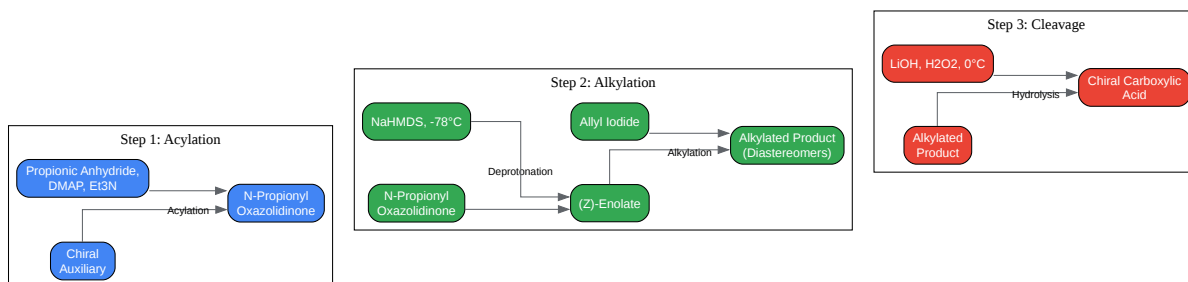 Step 1: Acylation
Propionic Anhydride,
DMAP, Et3N
Acylation
N-Propionyl
Oxazolidinone
Chiral
Auxiliary
Step 2: Alkylation
NaHMDS, -78°C
Allyl Iodide
Alkylated Product
(Diastereomers)
Alkylation
Deprotonation
N-Propionyl
Oxazolidinone
(Z)-Enolate
Step 3: Cleavage
LiOH, H2O2, 0°C
Chiral Carboxylic
Acid
Hydrolysis
Alkylated
Product